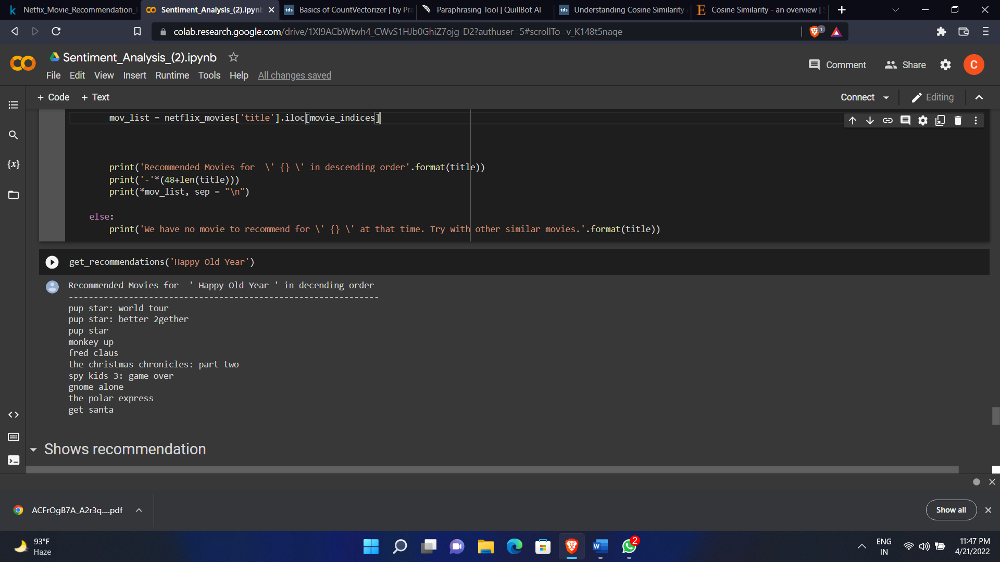 Netfix_Movie_Recommendation_
Sentiment_Analysis_(2).ipynb
Basics of CountVectorizer | by Pra
Paraphrasing Tool | QuillBot AI
Understanding Cosine Similarity
Cosine Similarity - an overview |
colab.research.google.com/drive/1XI9ACbWtwh4_CWvS1HJb0GhiZ7ojg-D2?authuser=5#scrollTo=v_K148t5naqe
1
Sentiment_Analysis_(2).ipynb
Comment
Share
C
File Edit View Insert Runtime Tools Help All changes saved
+ Code + Text
Connect
Editing
mov_list = netflix_movies['title'].iloc[movie_indices]
print('Recommended Movies for  \' {} \' in descending order'.format(title))
print('-'*(48+len(title)))
print(*mov_list, sep = "\n")
else:
print('We have no movie to recommend for \' {} \' at that time. Try with other similar movies.'.format(title))
get_recommendations('Happy Old Year')
Recommended Movies for  ' Happy Old Year ' in decending order
--------------------------------------------------------------
pup star: world tour
pup star: better 2gether
pup star
monkey up
fred claus
the christmas chronicles: part two
spy kids 3: game over
gnome alone
the polar express
get santa
Shows recommendation
ACFrOgB7A_A2r3q....pdf
Show all
93°F
Haze
2
ENG
IN
11:47 PM
4/21/2022